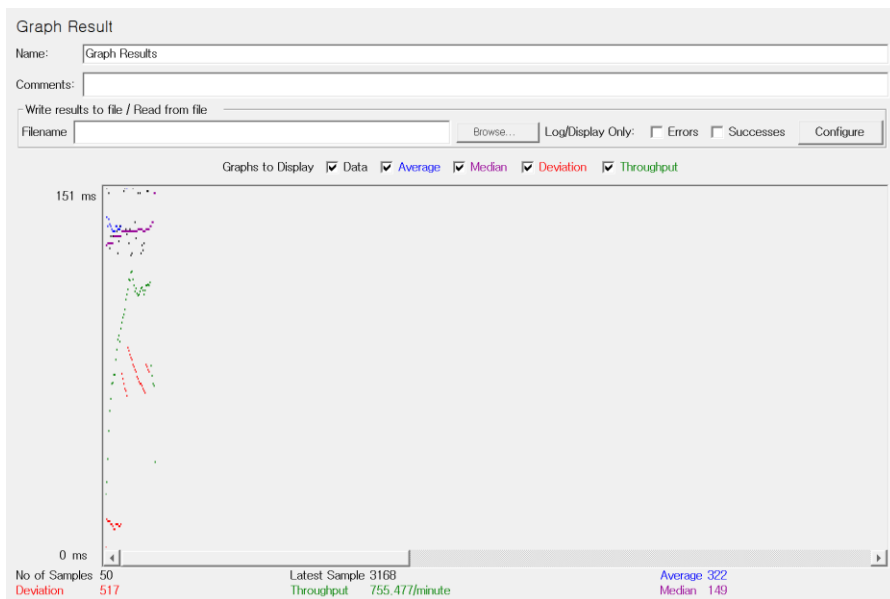 Graph Result
Name: Graph Results
Comments:
Write results to file / Read from file
Filename Browse... Log/Display Only: Errors Successes Configure
Graphs to Display Data Average Median Deviation Throughput
151 ms
0 ms
No of Samples 50 Latest Sample 3168 Average 322
Deviation 517 Throughput 755.477/minute Median 149